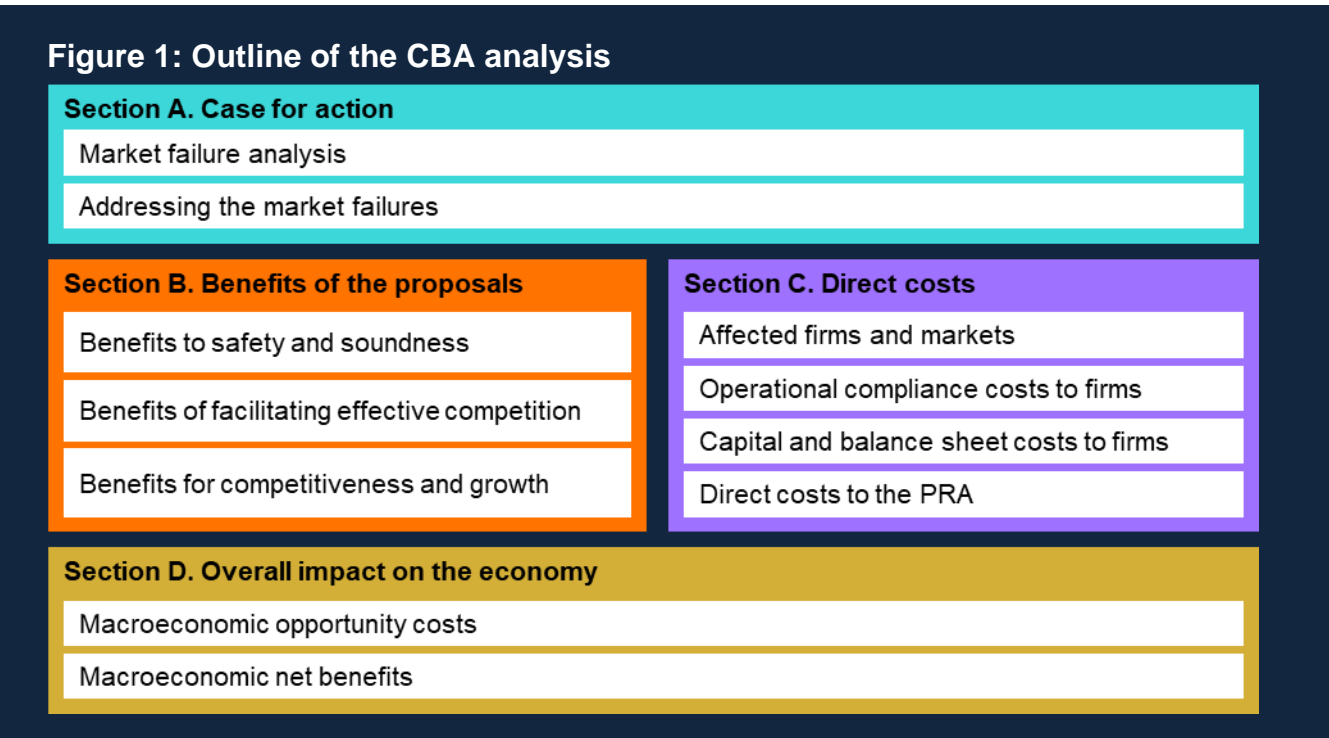 Figure 1: Outline of the CBA analysis
Section A. Case for action
Market failure analysis
Addressing the market failures
Section B. Benefits of the proposals
Benefits to safety and soundness
Benefits of facilitating effective competition
Benefits for competitiveness and growth
Section C. Direct costs
Affected firms and markets
Operational compliance costs to firms
Capital and balance sheet costs to firms
Direct costs to the PRA
Section D. Overall impact on the economy
Macroeconomic opportunity costs
Macroeconomic net benefits